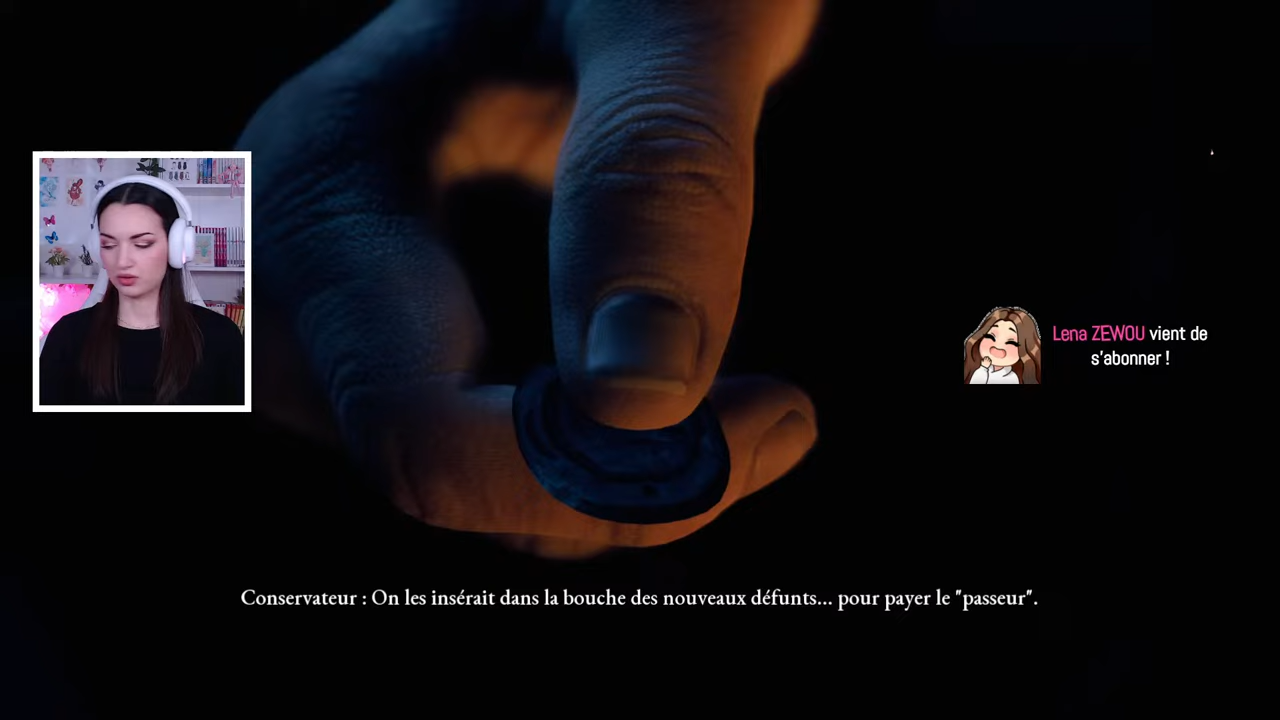 Lena ZEWOU vient de
s'abonner !
Conservateur : On les insérait dans la bouche des nouveaux défunts... pour payer le "passeur".